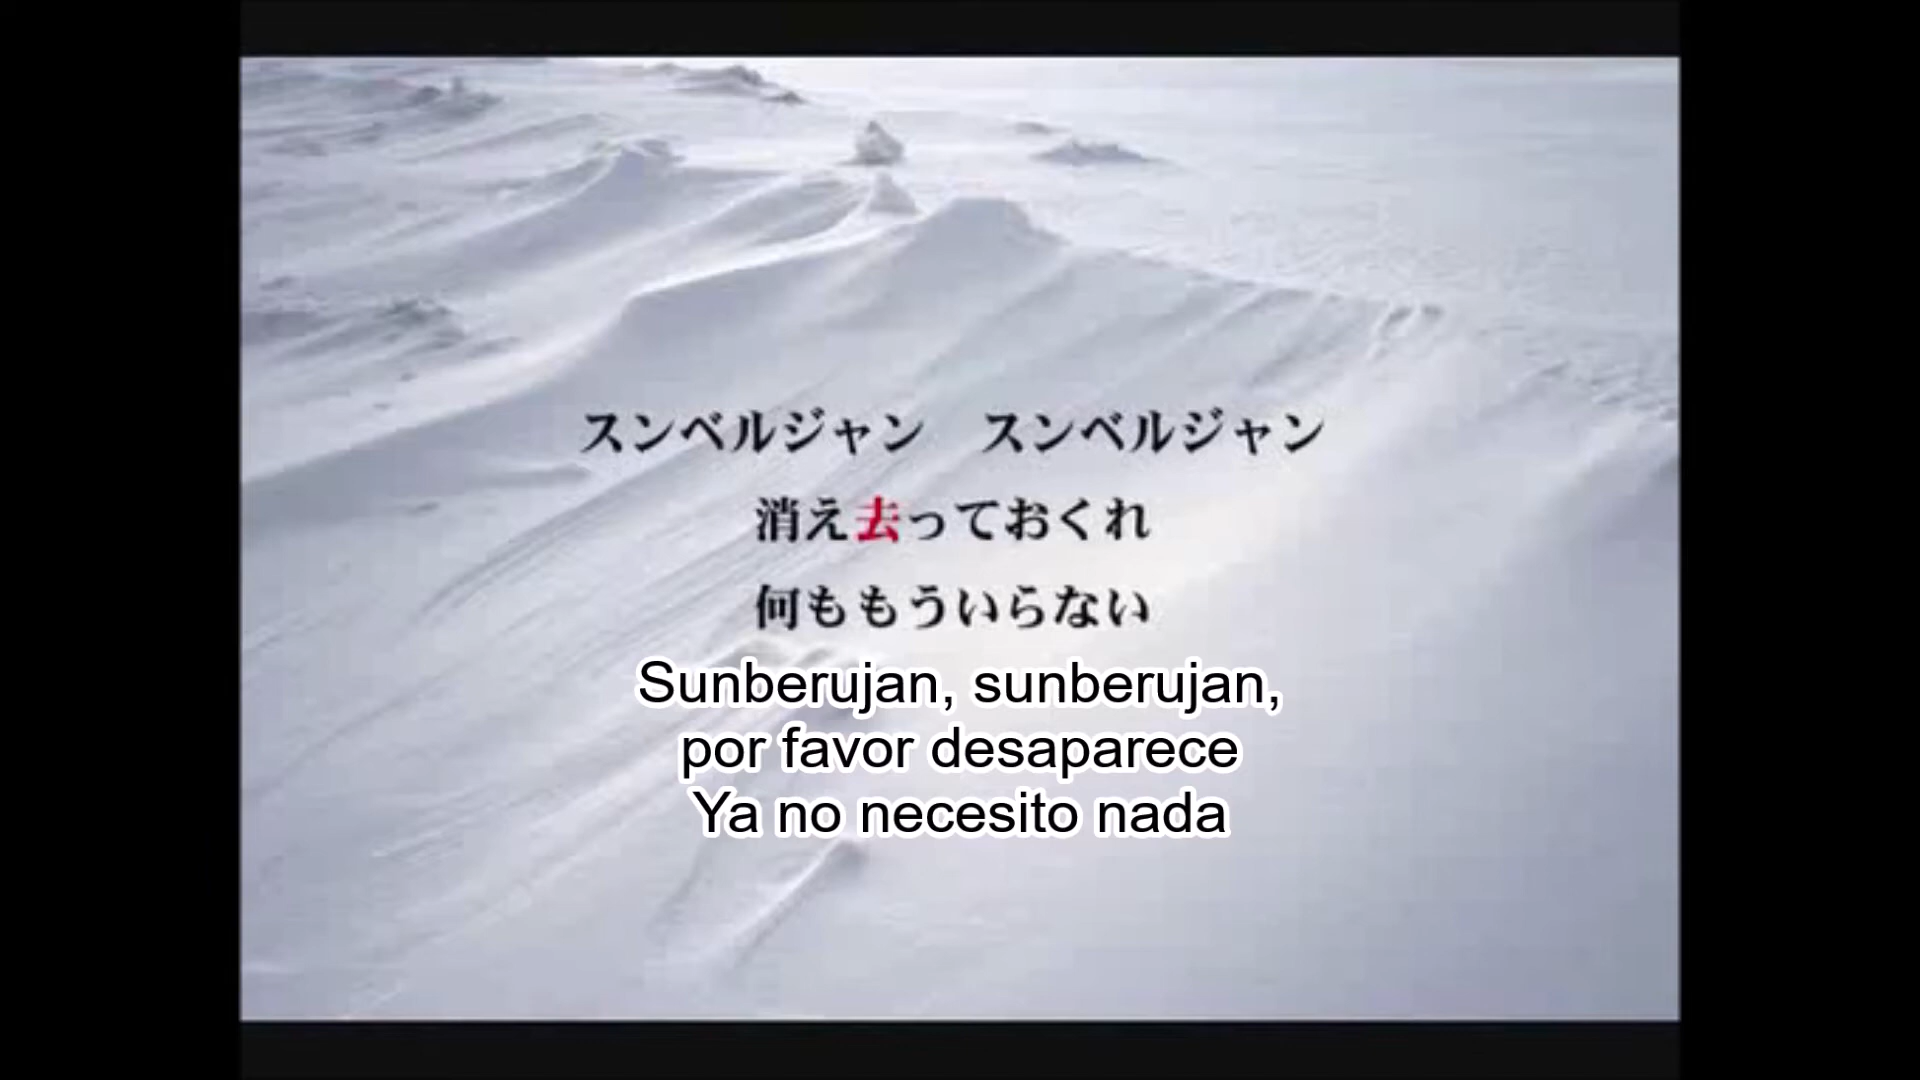 スンベルジャン　スンベルジャン
消え去っておくれ
何ももういらない
Sunberujan, sunberujan,
por favor desaparece
Ya no necesito nada